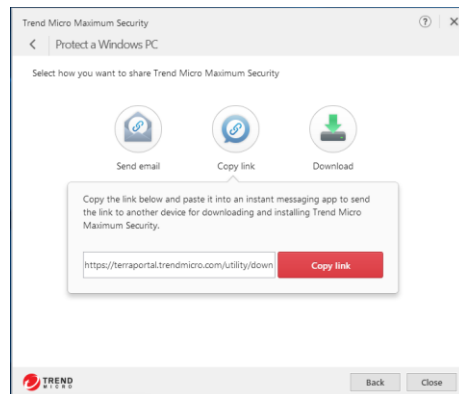 Trend Micro Maximum Security
Protect a Windows PC
Select how you want to share Trend Micro Maximum Security
Send email
Copy link
Download
Copy the link below and paste it into an instant messaging app to send
the link to another device for downloading and installing Trend Micro
Maximum Security.
https://terraportal.trendmicro.com/utility/down
Copy link
TREND
MICRO
Back
Close